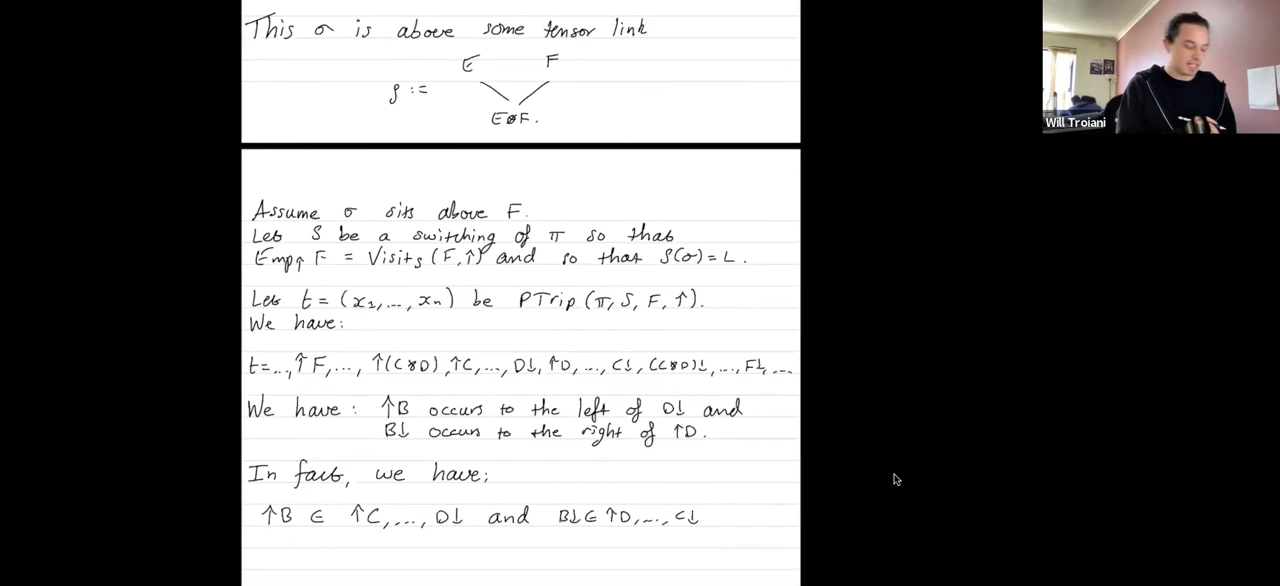 This σ is above some tensor link
E F
ρ :=
E⊗F.
Will Troiani
Assume σ sits above F.
Let S be a switching of π so that
Emp↑ F = Visit_S (F,↑) and so that S(σ) = L.
Let t = (x₁,..., xₙ) be PTrip (π, S, F, ↑).
We have:
t=..,↑F,..., ↑(C⅋D), ↑C, ..., D↓, ↑D, ..., C↓, (C⅋D)↓, ..., F↓, ...
We have: ↑B occurs to the left of D↓ and
B↓ occurs to the right of ↑D.
In fact, we have;
↑B ∈ ↑C,..., D↓ and B↓ ∈ ↑D,..., C↓